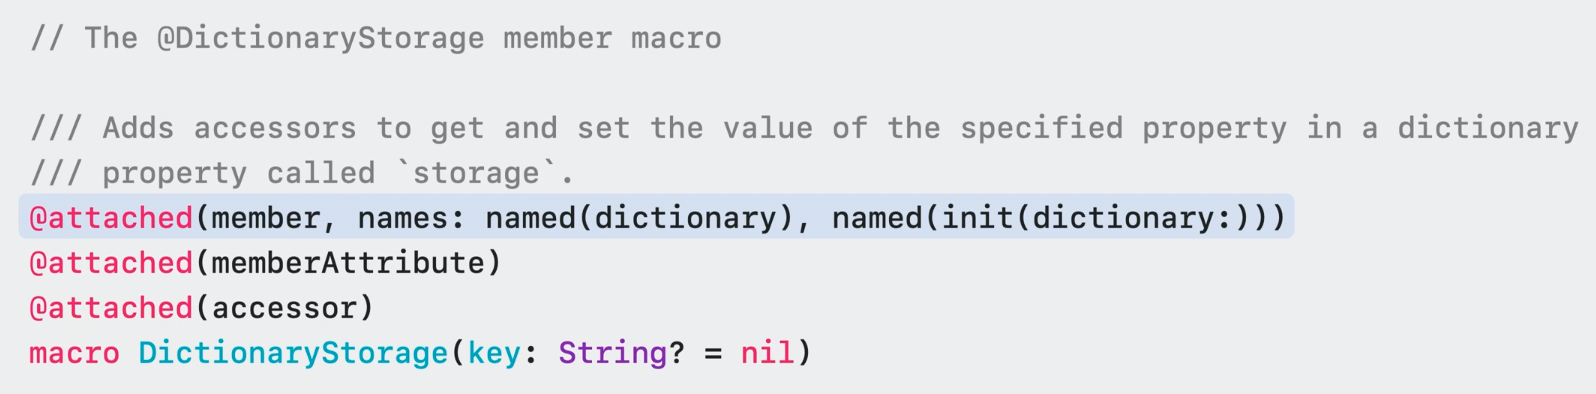 // The @DictionaryStorage member macro
/// Adds accessors to get and set the value of the specified property in a dictionary
/// property called `storage`.
@attached(member, names: named(dictionary), named(init(dictionary:)))
@attached(memberAttribute)
@attached(accessor)
macro DictionaryStorage(key: String? = nil)